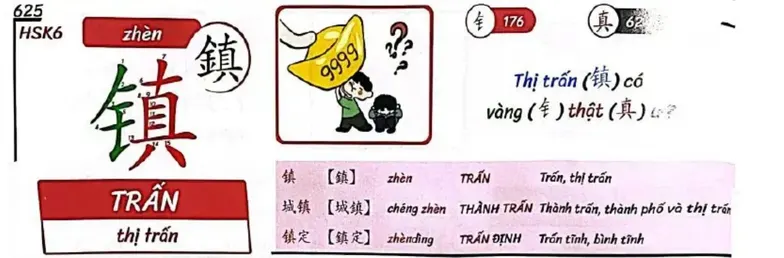 625
HSK6
zhèn
鎮
镇
TRẤN
thị trấn
9999
???
钅 176
真 62
Thị trấn (镇) có
vàng (钅) thật (真) ư?
镇 【鎮】 zhèn TRẤN Trấn, thị trấn
城镇 【城鎮】 chéng zhèn THÀNH TRẤN Thành trấn, thành phố và thị trấn
镇定 【鎮定】 zhèndìng TRẤN ĐỊNH Trấn tĩnh, bình tĩnh